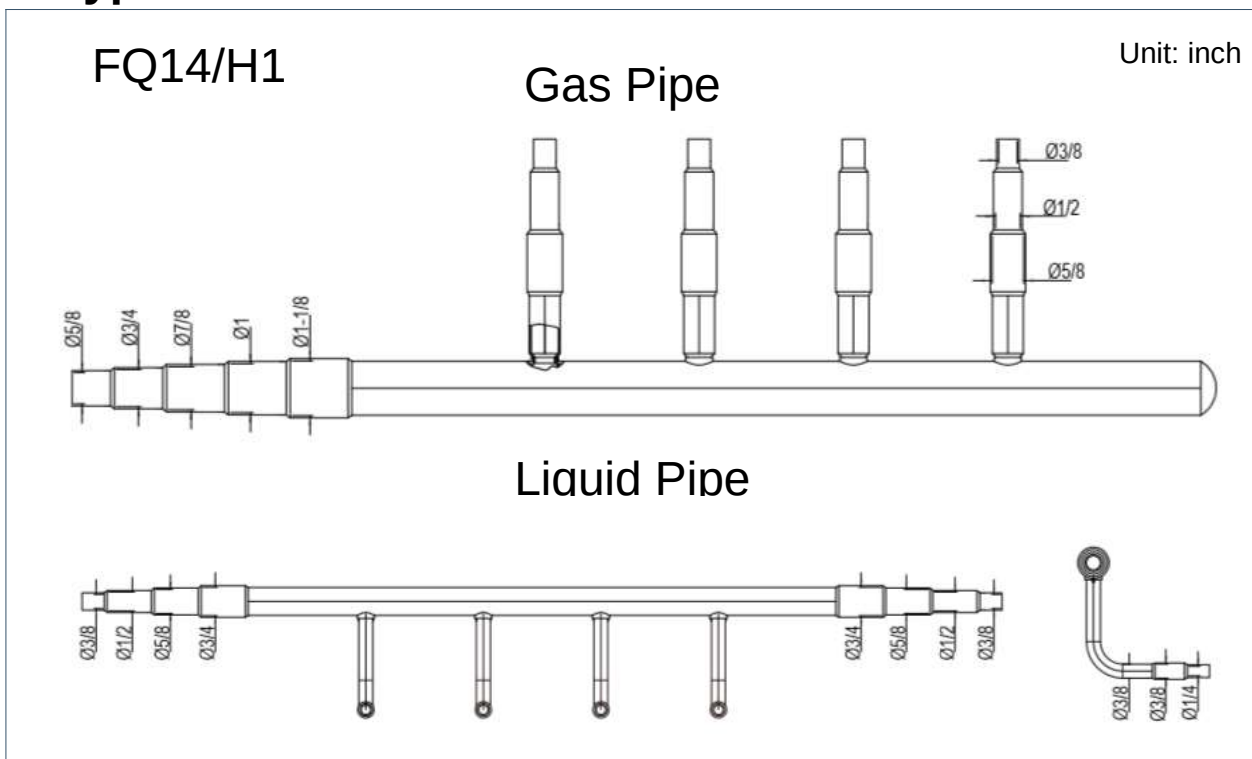 FQ14/H1
Unit: inch
Gas Pipe
Ø3/8
Ø1/2
Ø5/8
Ø5/8
Ø3/4
Ø7/8
Ø1
Ø1-1/8
Liquid Pipe
Ø3/8
Ø1/2
Ø5/8
Ø3/4
Ø3/4
Ø5/8
Ø1/2
Ø3/8
Ø3/8
Ø3/8
Ø1/4